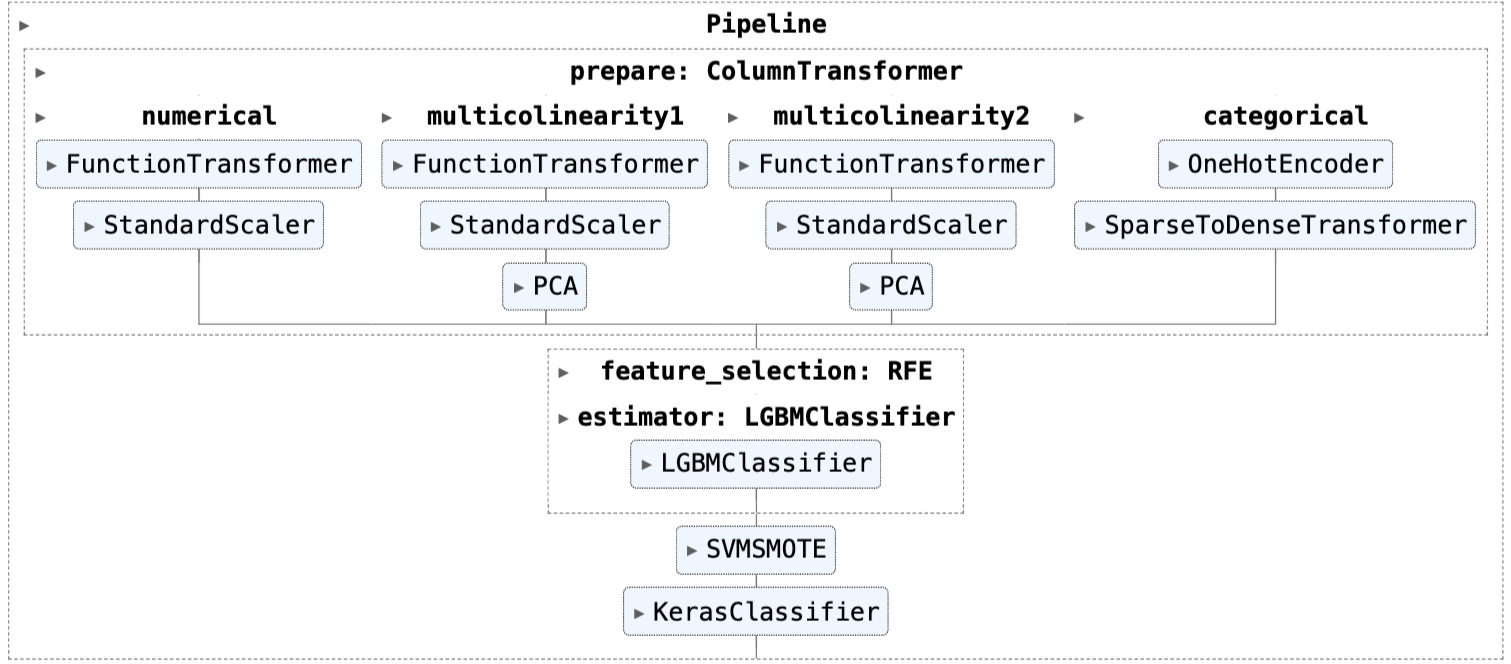 Pipeline
prepare: ColumnTransformer
numerical multicolinearity1 multicolinearity2 categorical
FunctionTransformer FunctionTransformer FunctionTransformer OneHotEncoder
StandardScaler StandardScaler StandardScaler SparseToDenseTransformer
PCA PCA
feature_selection: RFE
estimator: LGBMClassifier
LGBMClassifier
SVMSMOTE
KerasClassifier